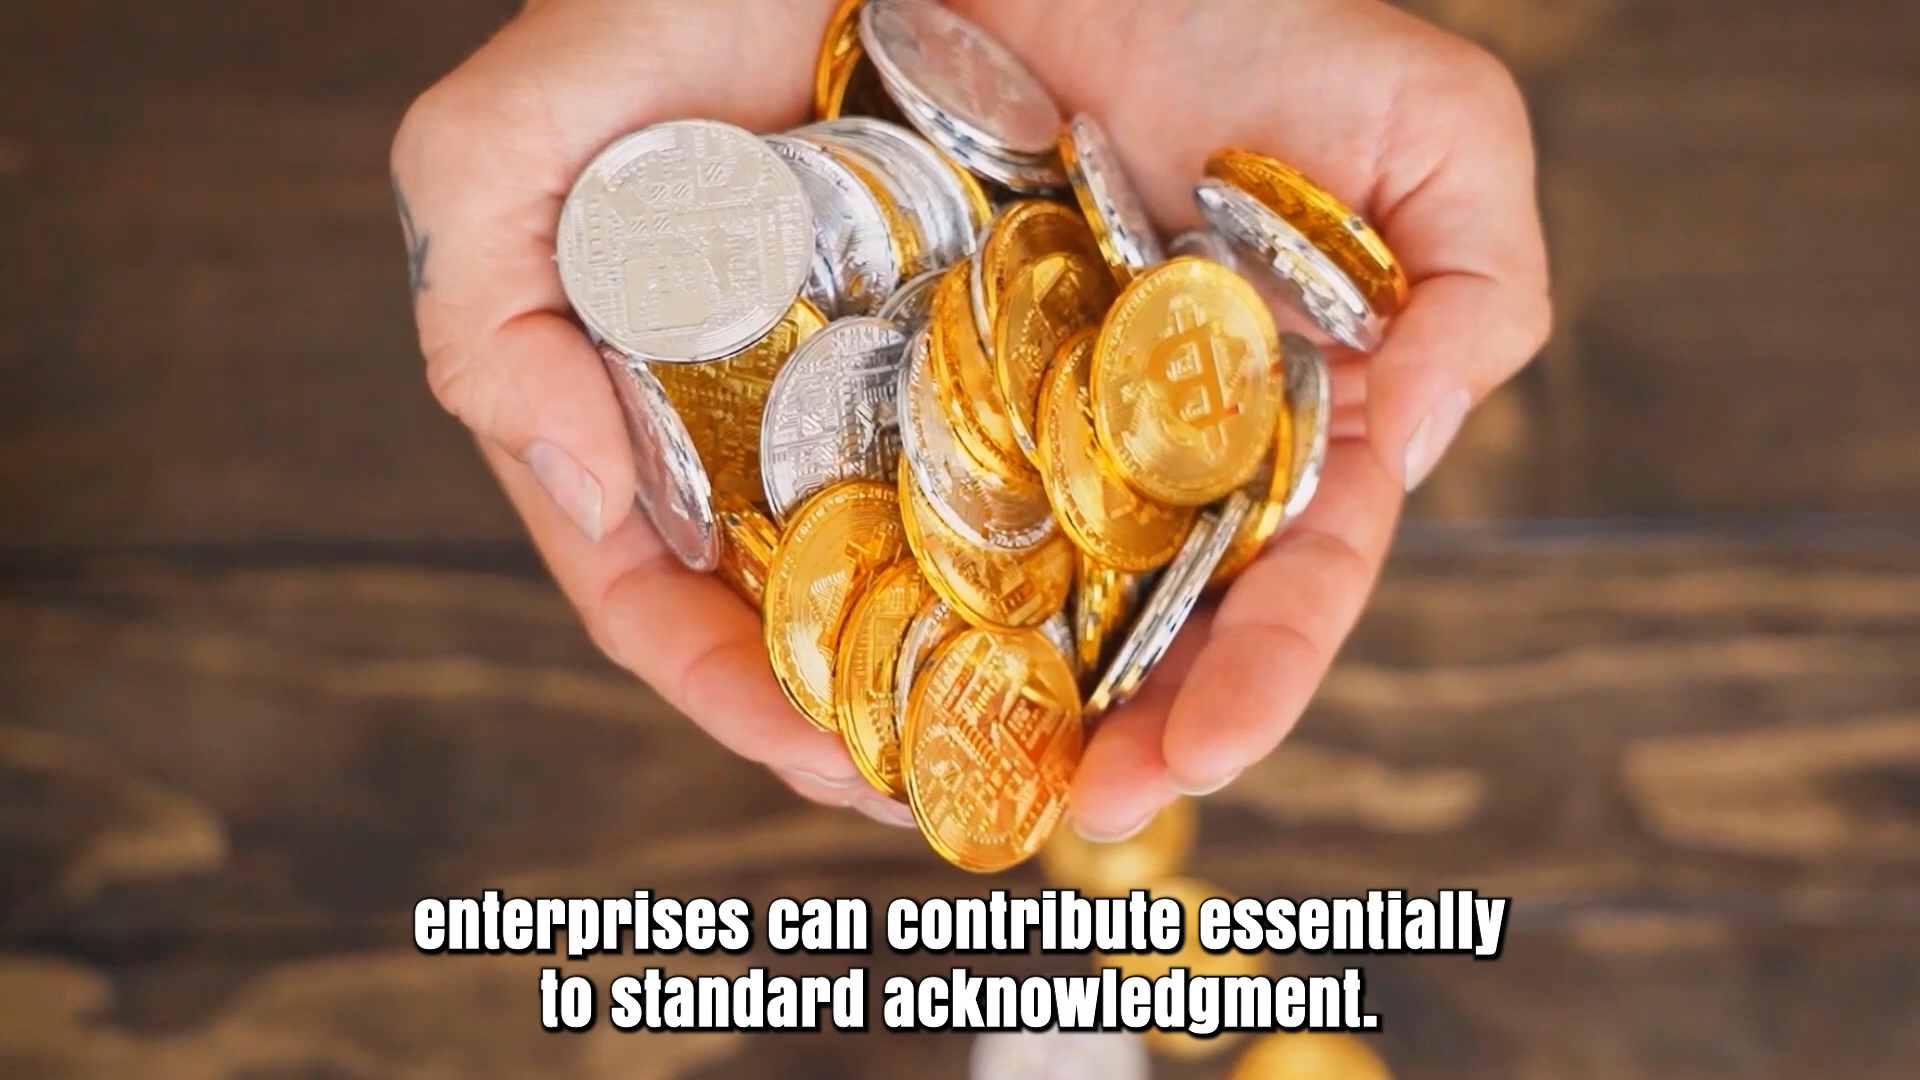 enterprises can contribute essentially
to standard acknowledgment.